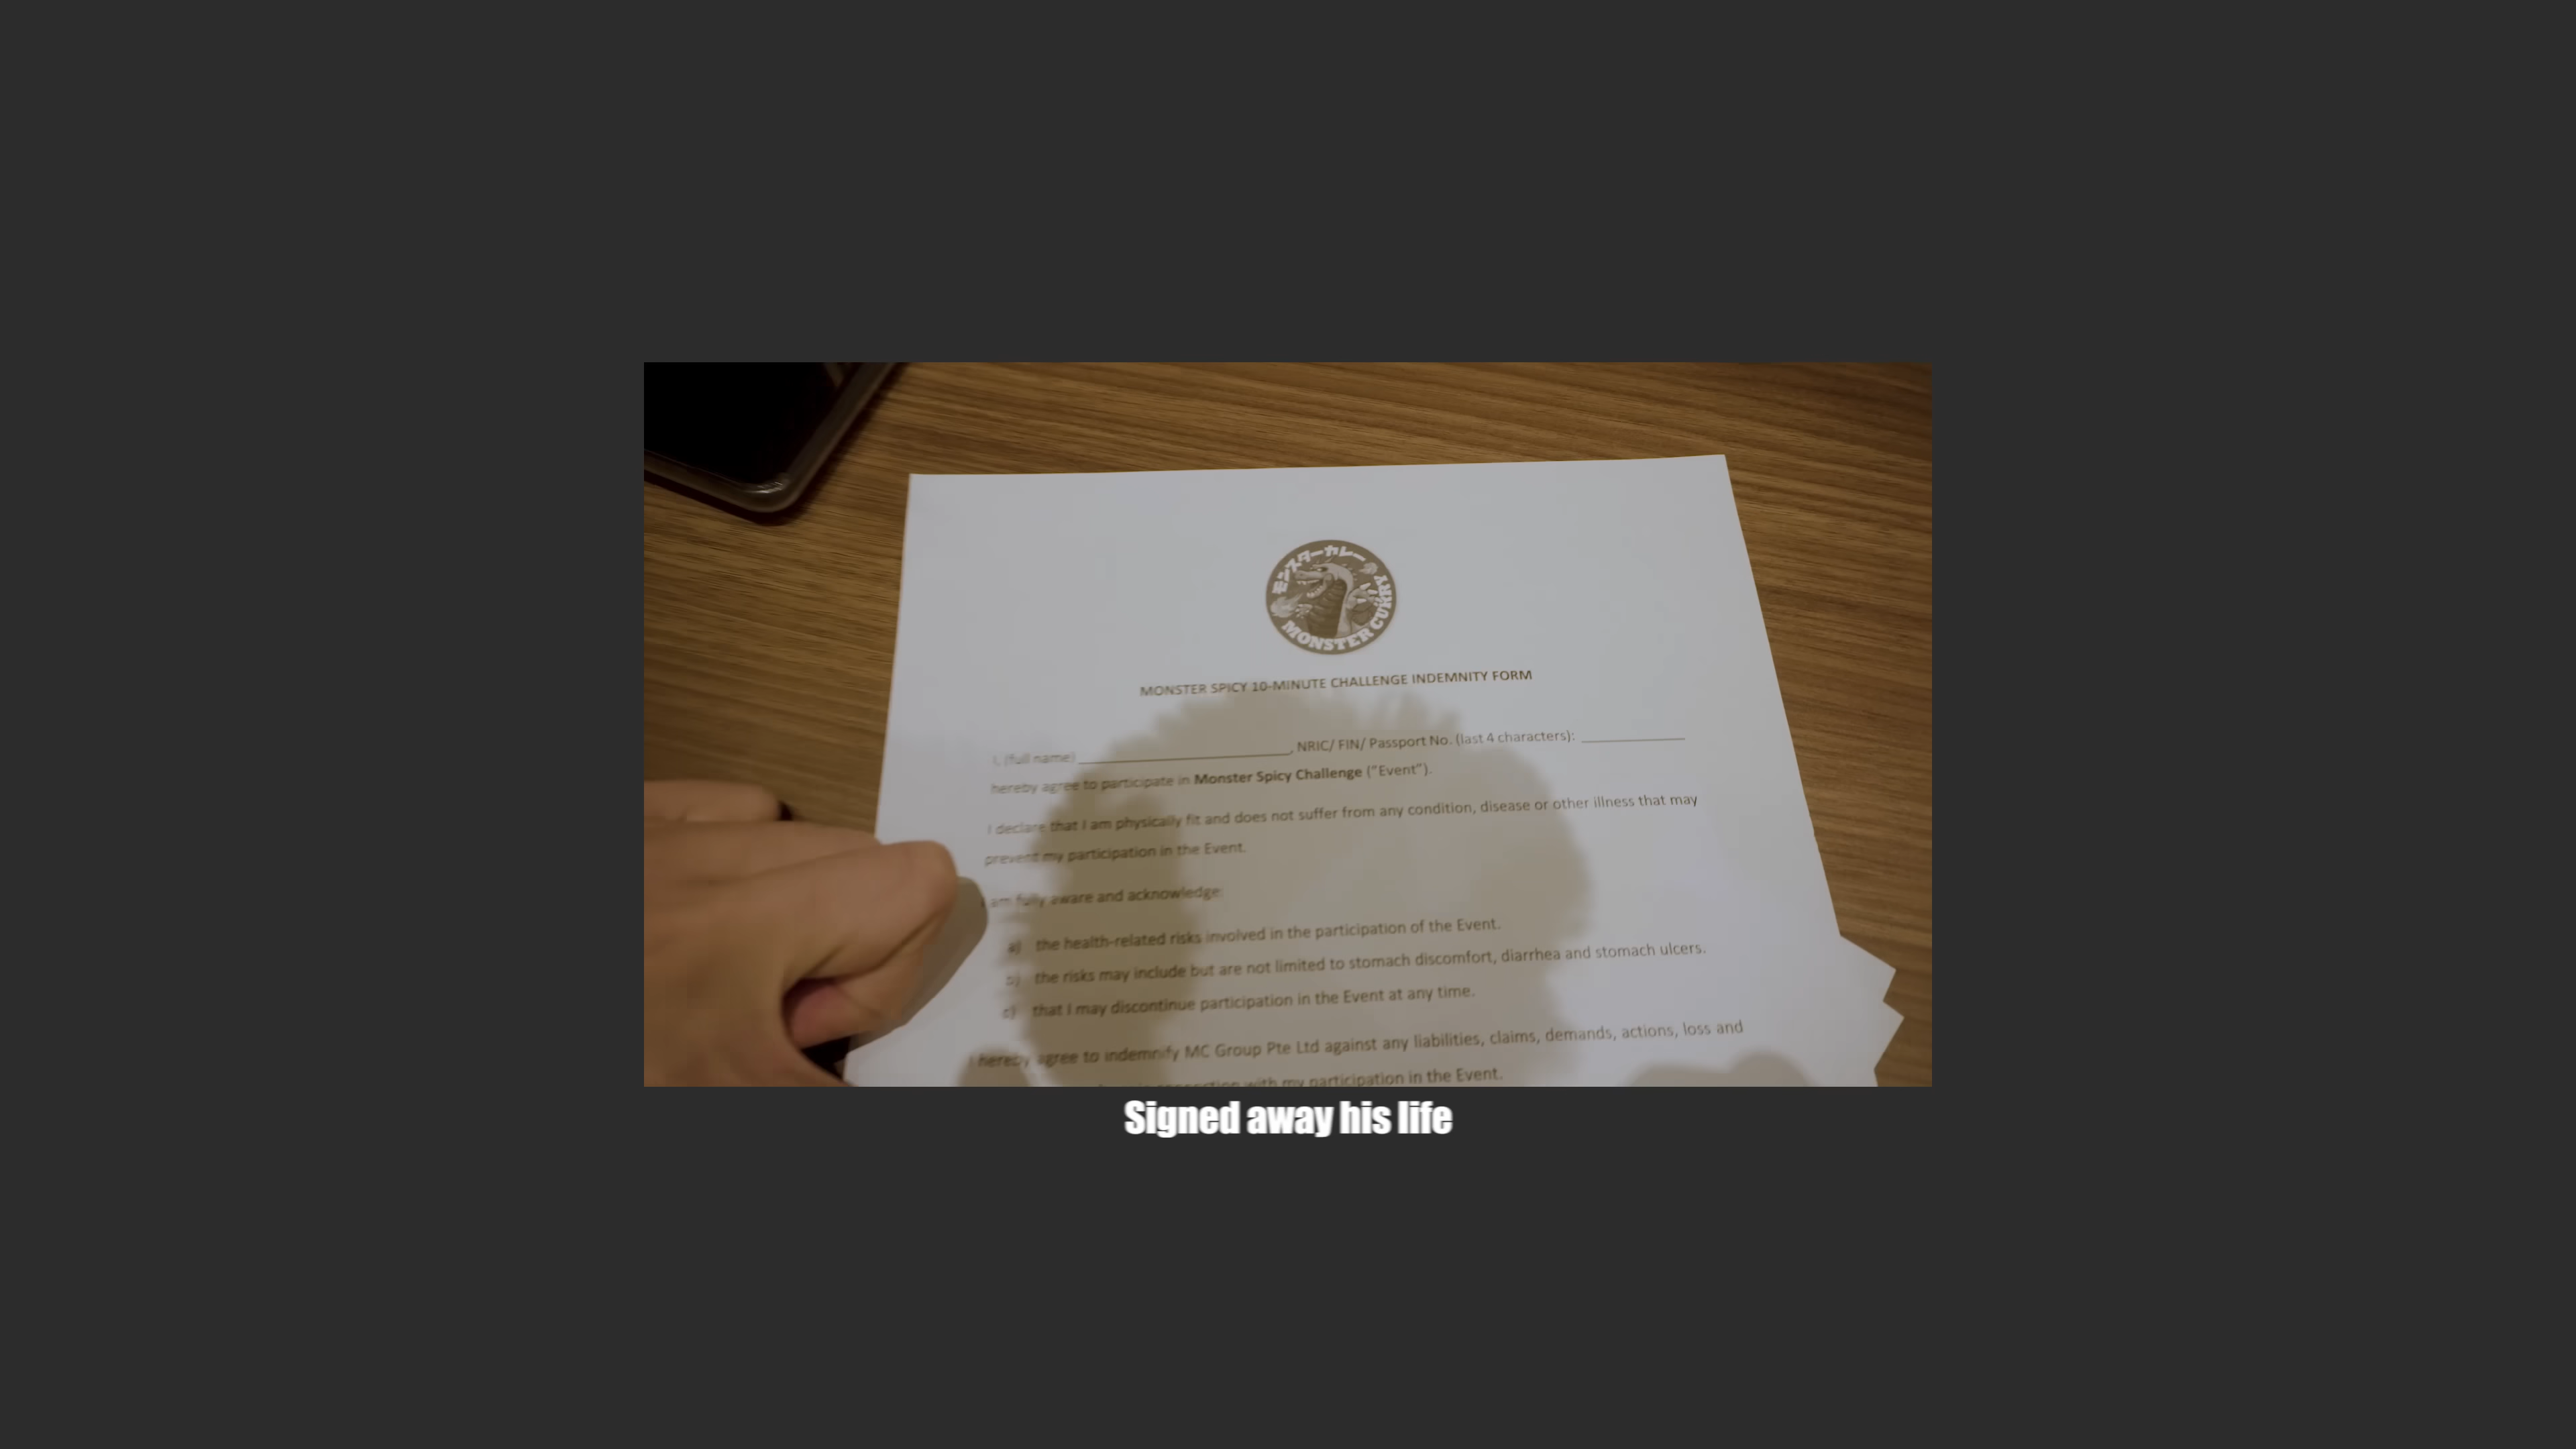 モンスターカレー
MONSTER CURRY
MONSTER SPICY 10-MINUTE CHALLENGE INDEMNITY FORM
I, (full name) ____________________, NRIC/ FIN/ Passport No. (last 4 characters): __________
hereby agree to participate in Monster Spicy Challenge (“Event”).
I declare that I am physically fit and does not suffer from any condition, disease or other illness that may
prevent my participation in the Event.
I am fully aware and acknowledge:
a) the health-related risks involved in the participation of the Event.
b) the risks may include but are not limited to stomach discomfort, diarrhea and stomach ulcers.
c) that I may discontinue participation in the Event at any time.
I hereby agree to indemnify MC Group Pte Ltd against any liabilities, claims, demands, actions, loss and
connection with my participation in the Event.
Signed away his life